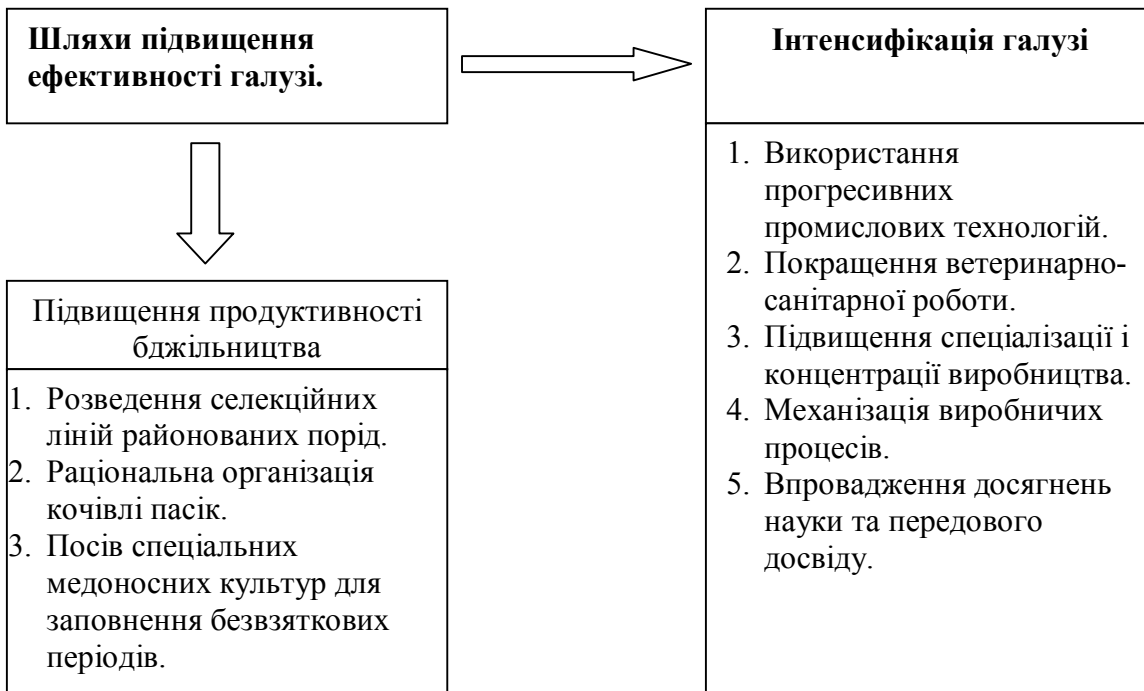 Шляхи підвищення
ефективності галузі.
Інтенсифікація галузі
1. Використання
прогресивних
промислових технологій.
2. Покращення ветеринарно-
санітарної роботи.
3. Підвищення спеціалізації і
концентрації виробництва.
4. Механізація виробничих
процесів.
5. Впровадження досягнень
науки та передового
досвіду.
Підвищення продуктивності
бджільництва
1. Розведення селекційних
ліній районованих порід.
2. Раціональна організація
кочівлі пасік.
3. Посів спеціальних
медоносних культур для
заповнення безвзяткових
періодів.